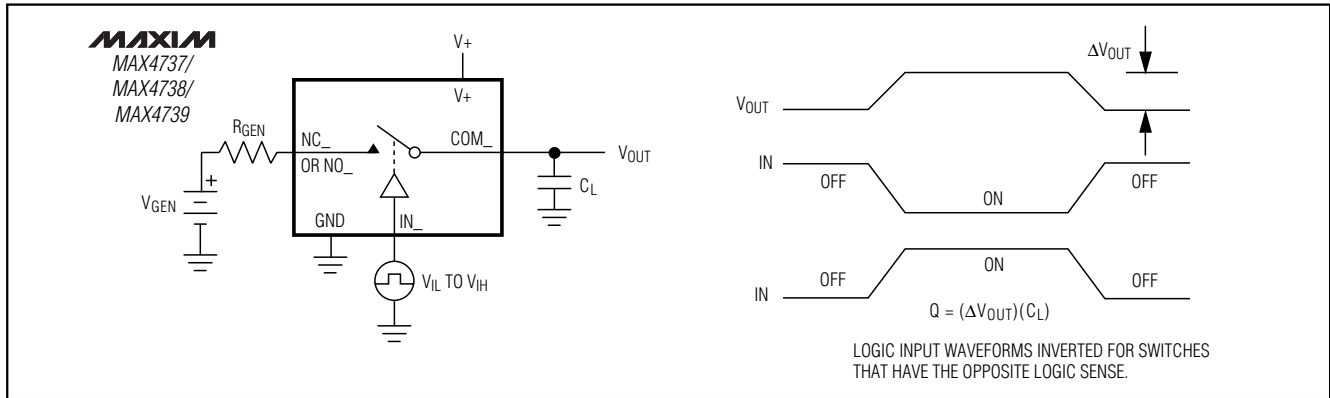 MAXIM
MAX4737/
MAX4738/
MAX4739
V+
V+
RGEN
NC_
OR NO_
COM_
VOUT
CL
VGEN
+
GND
IN_
VIL TO VIH
ΔVOUT
VOUT
IN
OFF
ON
OFF
IN
OFF
ON
OFF
Q = (ΔVOUT)(CL)
LOGIC INPUT WAVEFORMS INVERTED FOR SWITCHES
THAT HAVE THE OPPOSITE LOGIC SENSE.